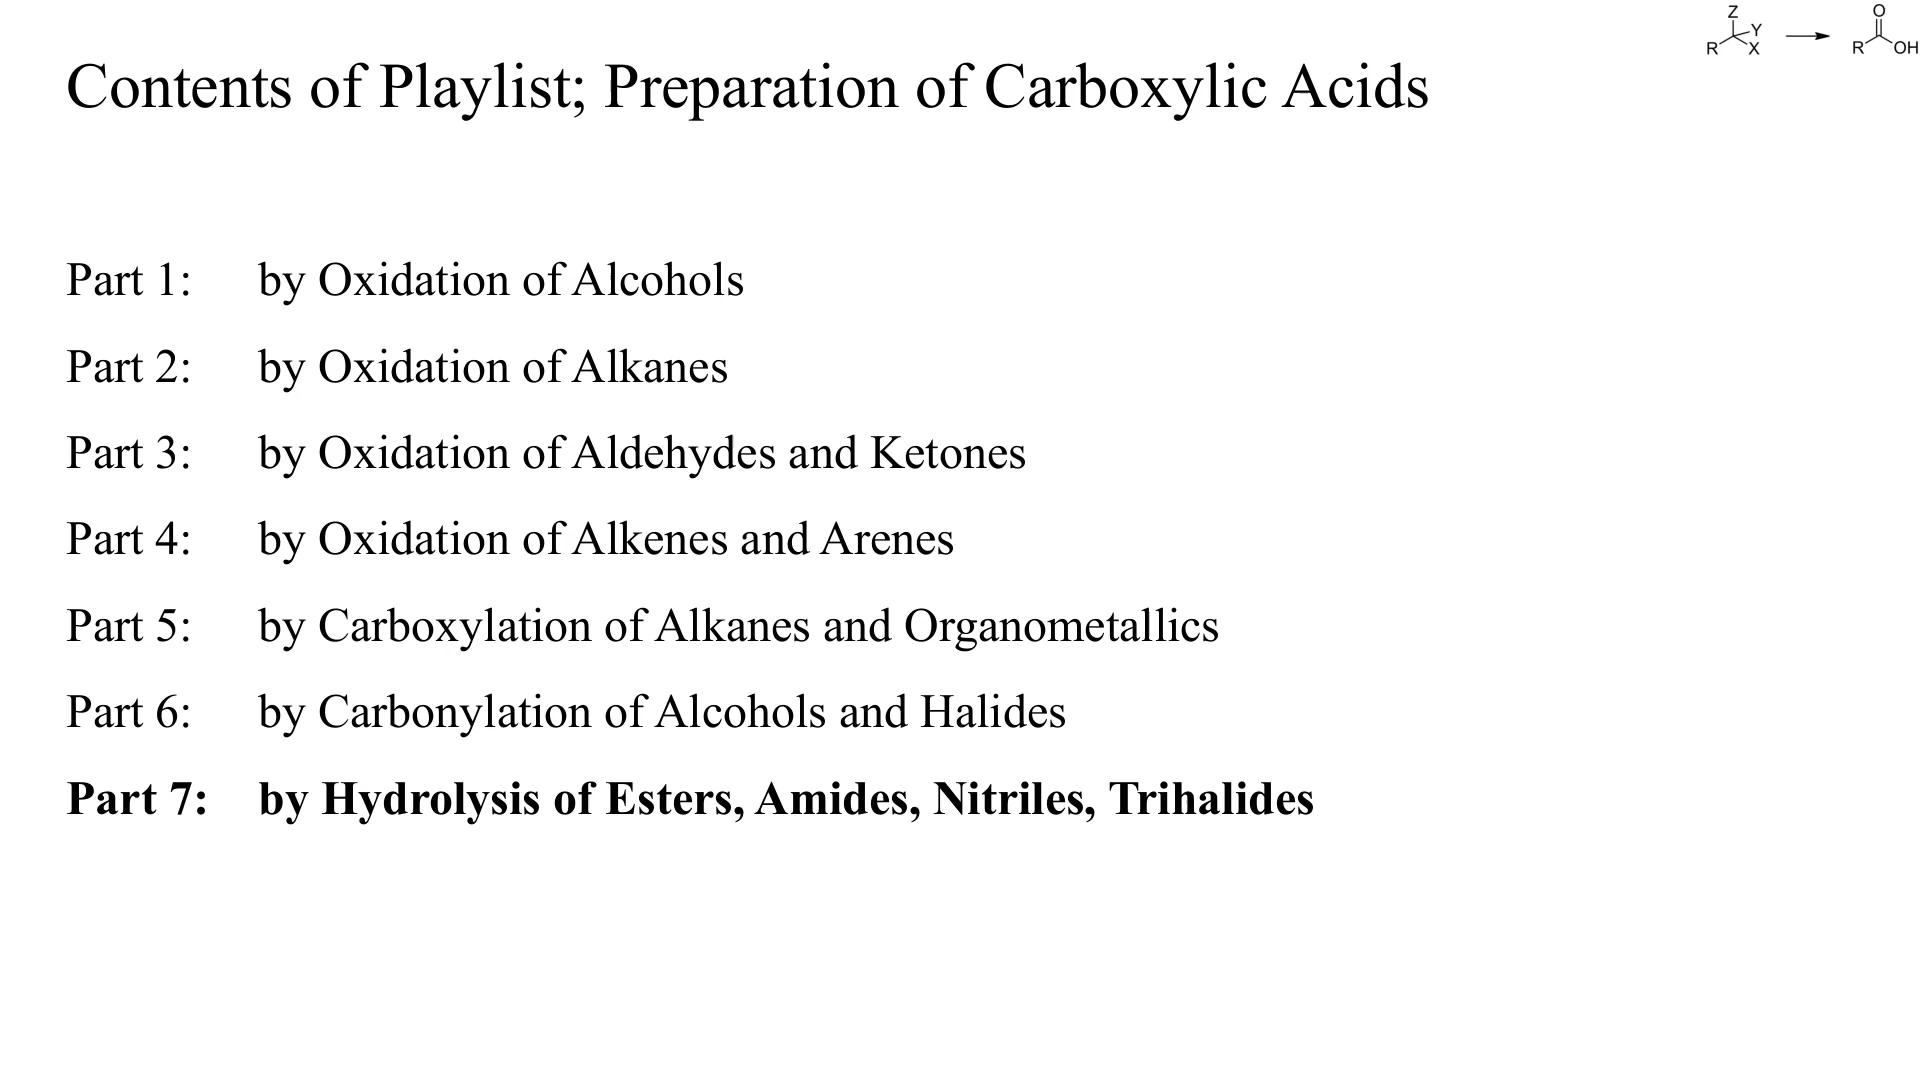 Contents of Playlist; Preparation of Carboxylic Acids
Z
Y
R
X
O
R
OH
Part 1: by Oxidation of Alcohols
Part 2: by Oxidation of Alkanes
Part 3: by Oxidation of Aldehydes and Ketones
Part 4: by Oxidation of Alkenes and Arenes
Part 5: by Carboxylation of Alkanes and Organometallics
Part 6: by Carbonylation of Alcohols and Halides
Part 7: by Hydrolysis of Esters, Amides, Nitriles, Trihalides